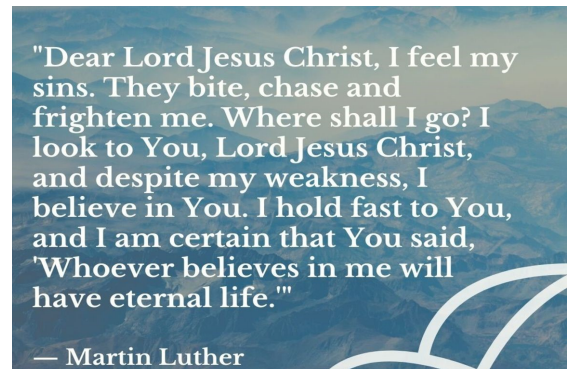 "Dear Lord Jesus Christ, I feel my
sins. They bite, chase and
frighten me. Where shall I go? I
look to You, Lord Jesus Christ,
and despite my weakness, I
believe in You. I hold fast to You,
and I am certain that You said,
'Whoever believes in me will
have eternal life.'"
— Martin Luther